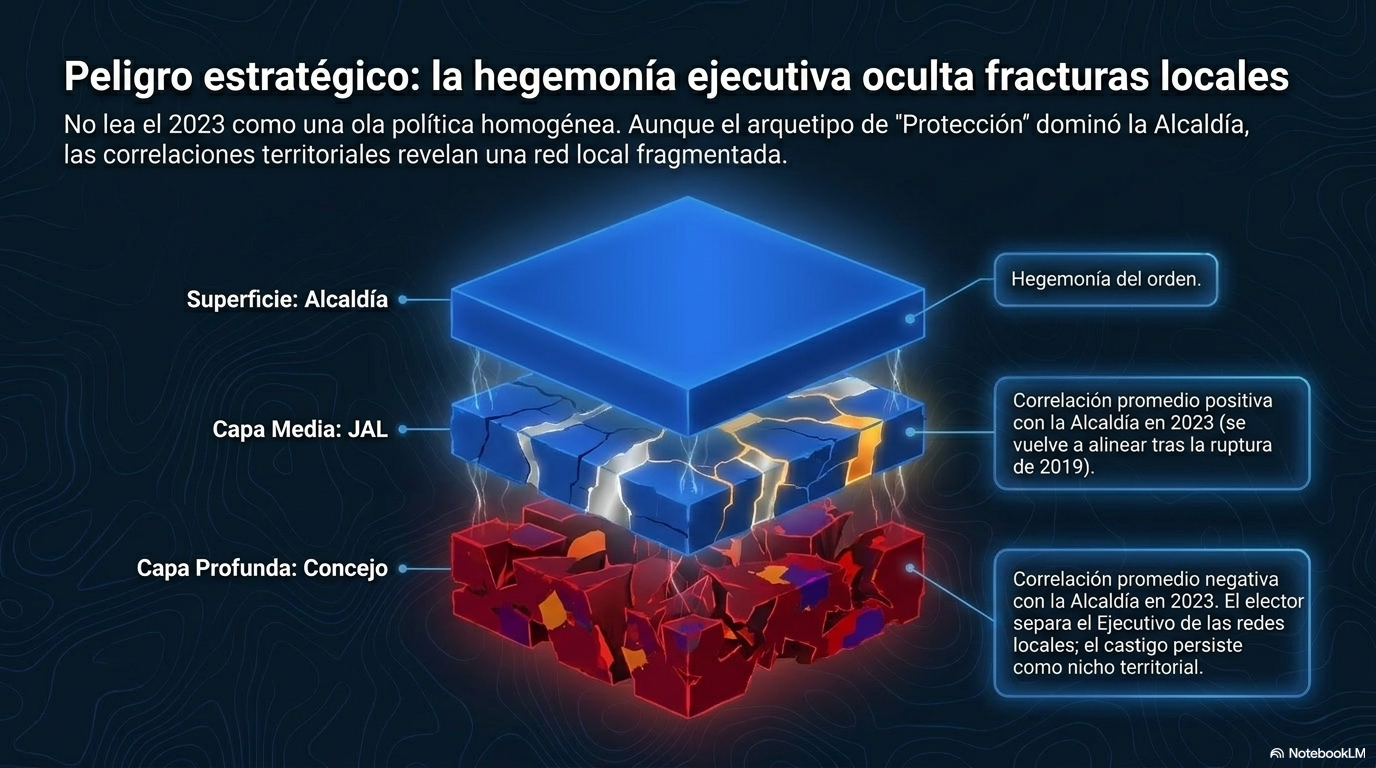 Peligro estratégico: la hegemonía ejecutiva oculta fracturas locales
No lea el 2023 como una ola política homogénea. Aunque el arquetipo de "Protección" dominó la Alcaldía,
las correlaciones territoriales revelan una red local fragmentada.
Superficie: Alcaldía
Hegemonía del orden.
Capa Media: JAL
Correlación promedio positiva
con la Alcaldía en 2023 (se
vuelve a alinear tras la ruptura
de 2019).
Capa Profunda: Concejo
Correlación promedio negativa
con la Alcaldía en 2023. El elector
separa el Ejecutivo de las redes
locales; el castigo persiste
como nicho territorial.
NotebookLM